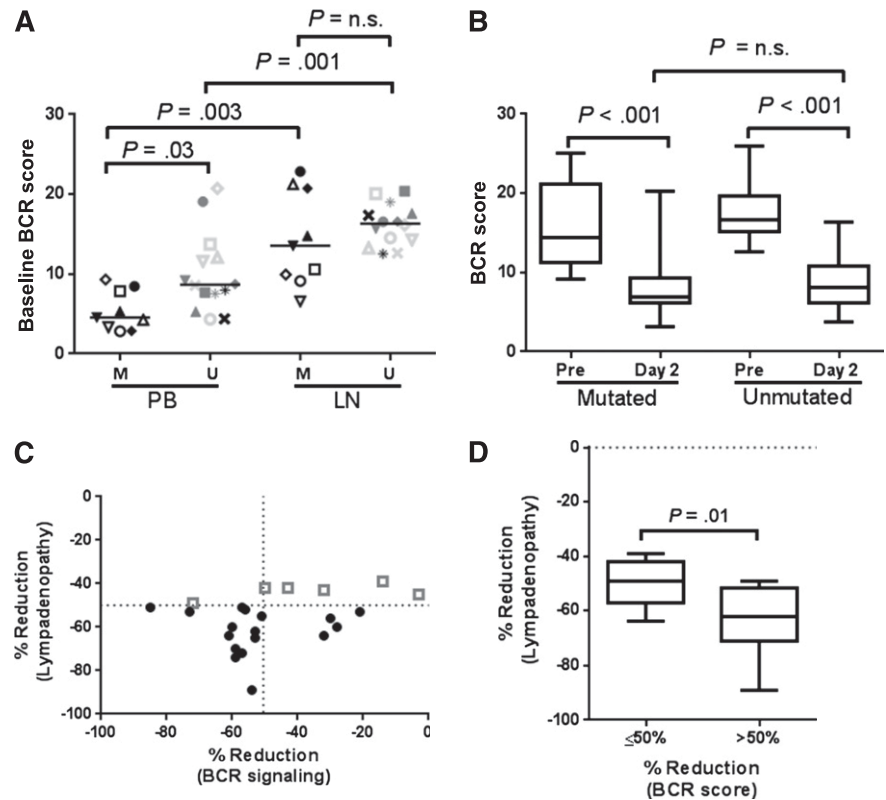 A
P = n.s.
P = .001
P = .003
P = .03
30
20
10
0
Baseline BCR score
M U M U
PB LN
B
P = n.s.
P < .001 P < .001
30
20
10
0
BCR score
Pre Day 2 Pre Day 2
Mutated Unmutated
C
0
-20
-40
-60
-80
-100
% Reduction
(Lympadenopathy)
-100 -80 -60 -40 -20 0
% Reduction
(BCR signaling)
D
0
-20
-40
-60
-80
-100
P = .01
% Reduction
(Lympadenopathy)
≤50% >50%
% Reduction
(BCR score)